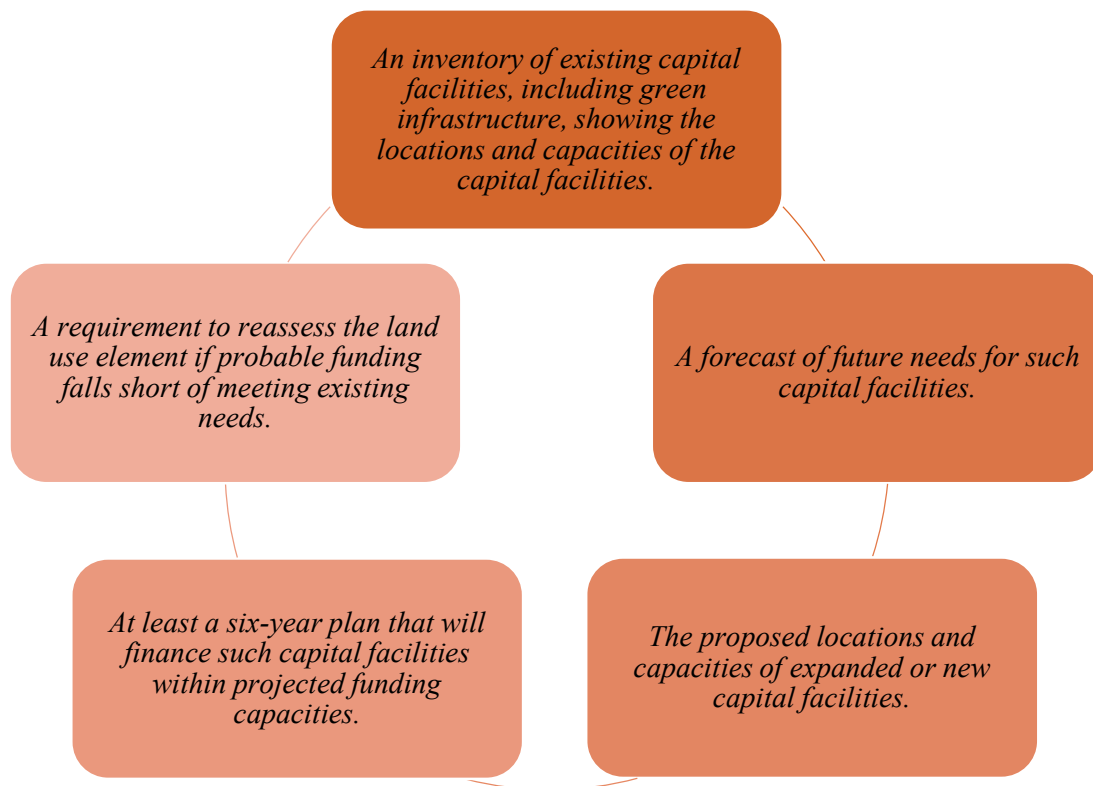 An inventory of existing capital
facilities, including green
infrastructure, showing the
locations and capacities of the
capital facilities.
A forecast of future needs for such
capital facilities.
The proposed locations and
capacities of expanded or new
capital facilities.
At least a six-year plan that will
finance such capital facilities
within projected funding
capacities.
A requirement to reassess the land
use element if probable funding
falls short of meeting existing
needs.